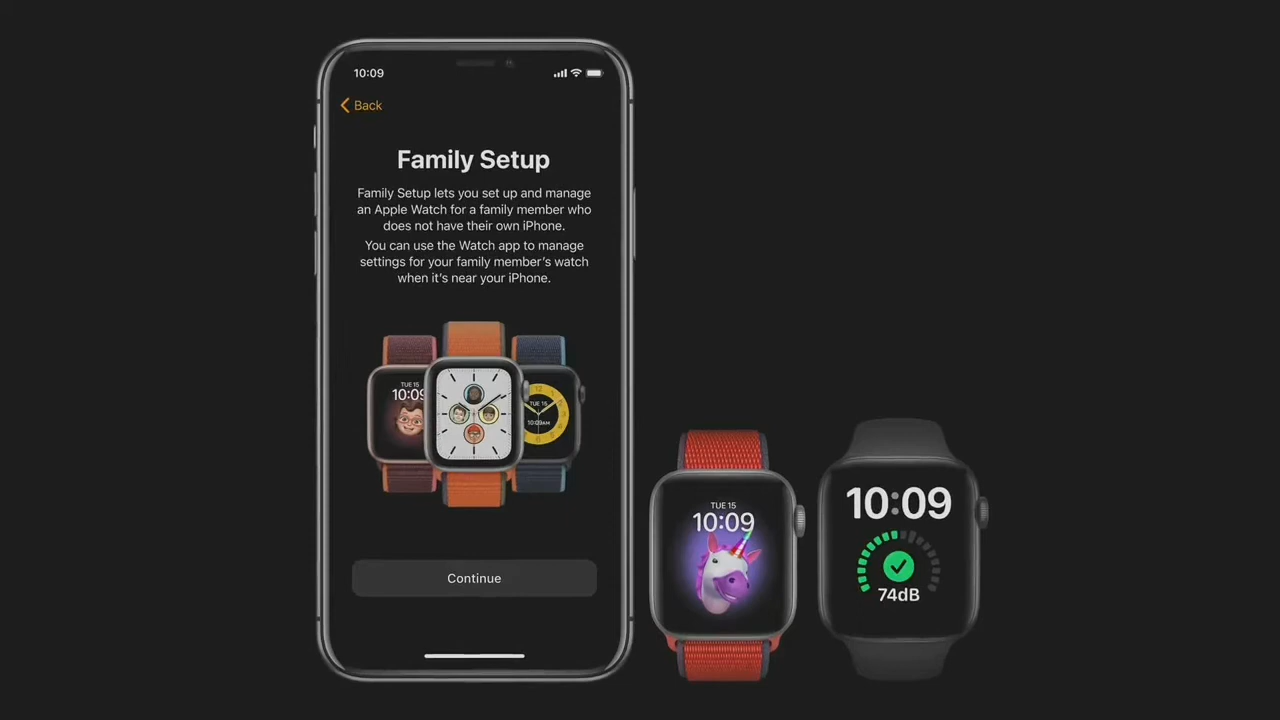 10:09
Back
Family Setup
Family Setup lets you set up and manage
an Apple Watch for a family member who
does not have their own iPhone.
You can use the Watch app to manage
settings for your family member's watch
when it's near your iPhone.
TUE 15
10:09
TUE 15
10:09AM
Continue
TUE 15
10:09
10:09
74dB